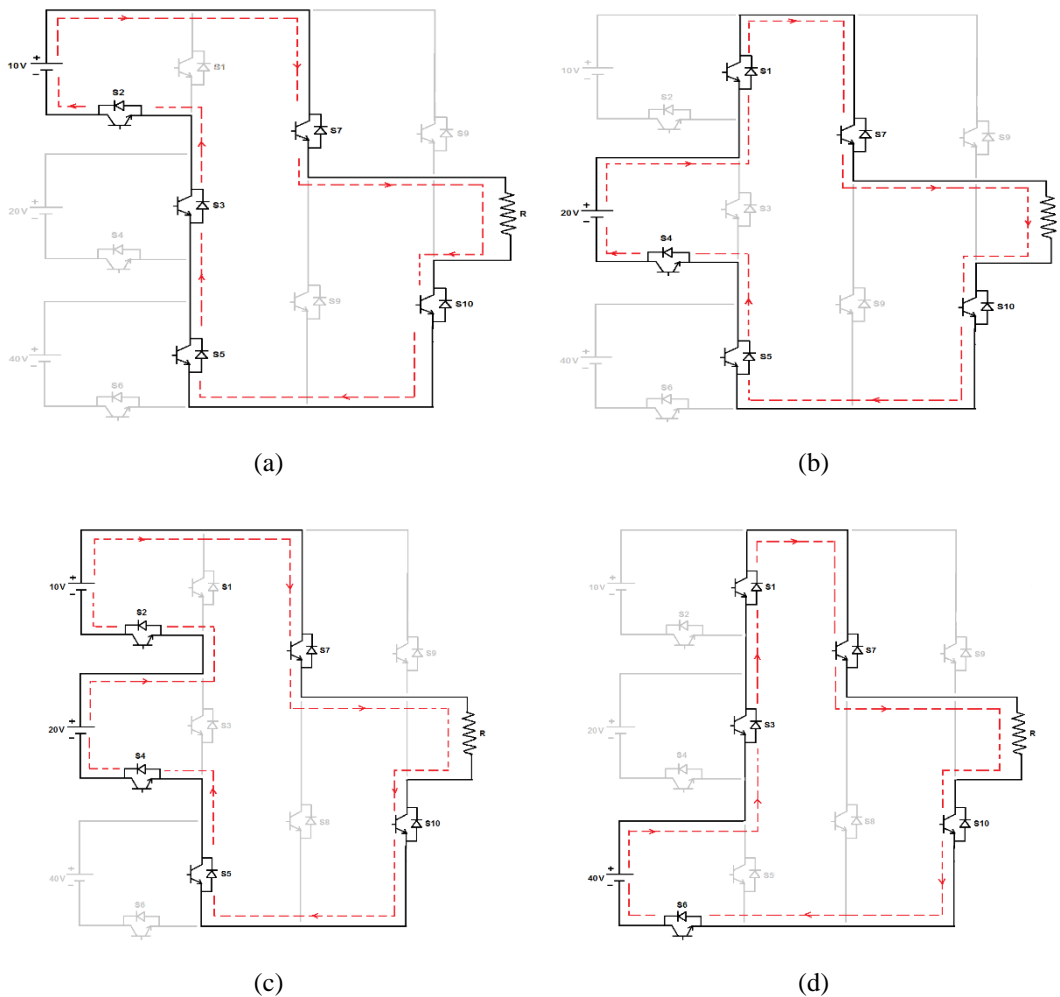 10V
+
−
S1
S2
S7
S9
20V
+
−
S3
S4
R
40V
+
−
S5
S6
S9
S10
(a)
10V
+
−
S1
S2
S7
S9
20V
+
−
S3
S4
40V
+
−
S5
S6
S9
S10
(b)
10V
+
−
S1
S2
S7
S9
20V
+
−
S3
S4
R
40V
+
−
S5
S6
S8
S10
(c)
10V
+
−
S1
S2
S7
S9
20V
+
−
S3
S4
R
40V
+
−
S5
S6
S8
S10
(d)